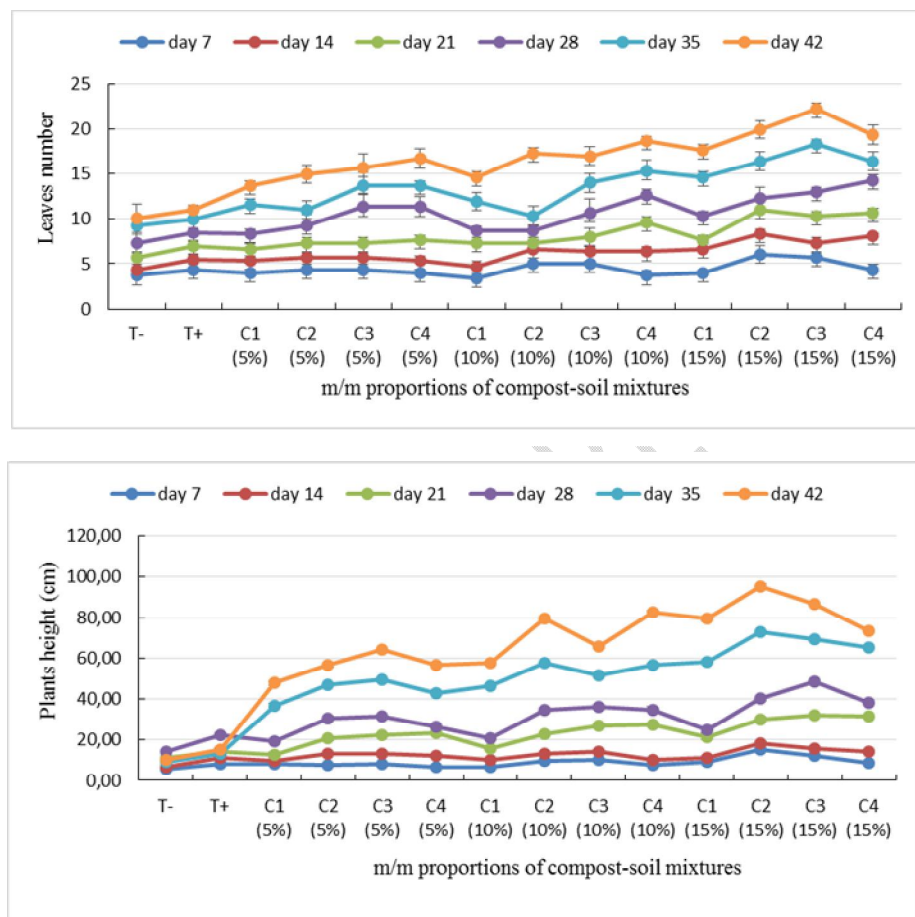 day 7 day 14 day 21 day 28 day 35 day 42
Leaves number
25
20
15
10
5
0
T- T+ C1 C2 C3 C4 C1 C2 C3 C4 C1 C2 C3 C4
(5%) (5%) (5%) (5%) (10%) (10%) (10%) (10%) (15%) (15%) (15%) (15%)
m/m proportions of compost-soil mixtures
day 7 day 14 day 21 day 28 day 35 day 42
Plants height (cm)
120,00
100,00
80,00
60,00
40,00
20,00
0,00
T- T+ C1 C2 C3 C4 C1 C2 C3 C4 C1 C2 C3 C4
(5%) (5%) (5%) (5%) (10%) (10%) (10%) (10%) (15%) (15%) (15%) (15%)
m/m proportions of compost-soil mixtures